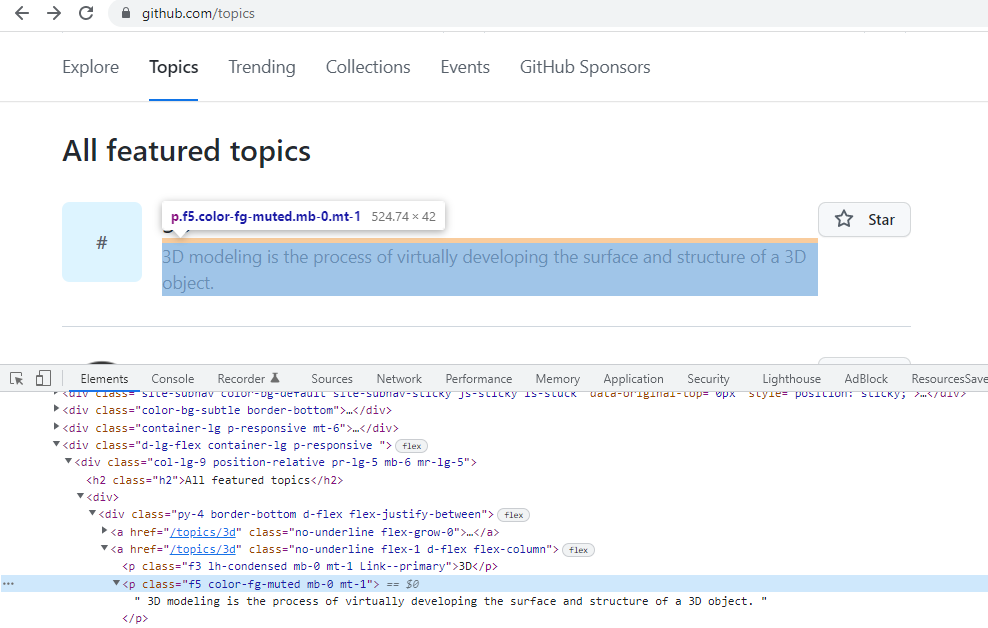 github.com/topics
Explore Topics Trending Collections Events GitHub Sponsors
All featured topics
#
p.f5.color-fg-muted.mb-0.mt-1 524.74 × 42
Star
3D modeling is the process of virtually developing the surface and structure of a 3D
object.
Elements Console Recorder Sources Network Performance Memory Application Security Lighthouse AdBlock ResourcesSave
<div class="site-subnav color-bg-default site-subnav-sticky js-sticky is-stuck" data-original-top="0px" style="position: sticky;">…</div>
<div class="color-bg-subtle border-bottom">…</div>
<div class="container-lg p-responsive mt-6">…</div>
<div class="d-lg-flex container-lg p-responsive "> flex
<div class="col-lg-9 position-relative pr-lg-5 mb-6 mr-lg-5">
<h2 class="h2">All featured topics</h2>
<div>
<div class="py-4 border-bottom d-flex flex-justify-between"> flex
<a href="/topics/3d" class="no-underline flex-grow-0">…</a>
<a href="/topics/3d" class="no-underline flex-1 d-flex flex-column"> flex
<p class="f3 lh-condensed mb-0 mt-1 Link--primary">3D</p>
<p class="f5 color-fg-muted mb-0 mt-1"> == $0
" 3D modeling is the process of virtually developing the surface and structure of a 3D object. "
</p>